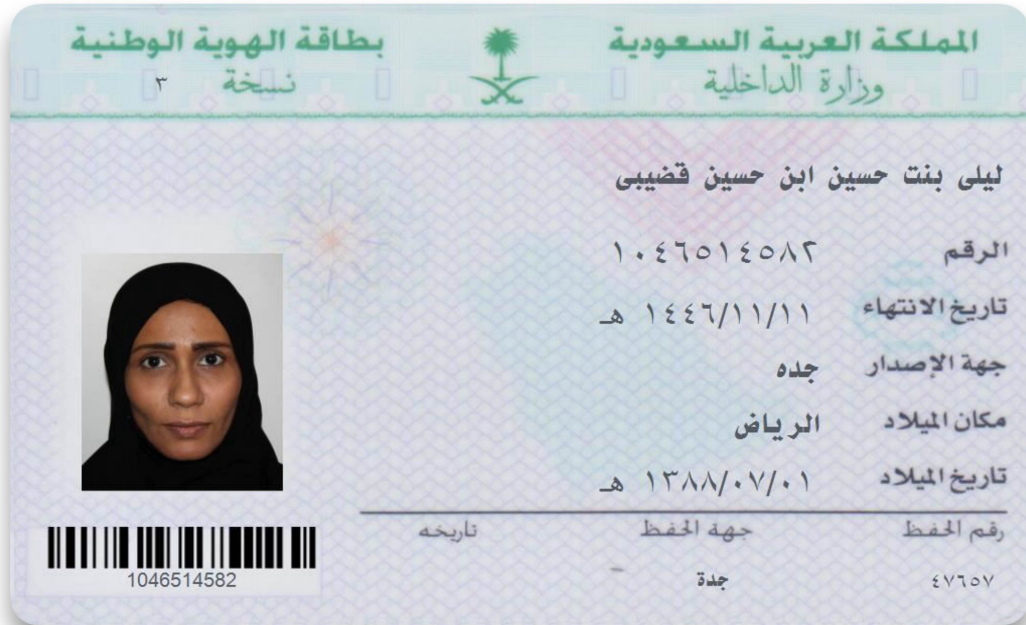 المملكة العربية السعودية
وزارة الداخلية
بطاقة الهوية الوطنية
نسخة ٣
ليلى بنت حسين ابن حسين قضيبى
الرقم ١٠٤٦٥١٤٥٨٢
تاريخ الانتهاء ١٤٤٦/١١/١١ هـ
جهة الإصدار جده
مكان الميلاد الرياض
تاريخ الميلاد ١٣٨٨/٠٧/٠١ هـ
رقم الحفظ جهة الحفظ تاريخه
٤٧٦٥٧ جدة -
1046514582